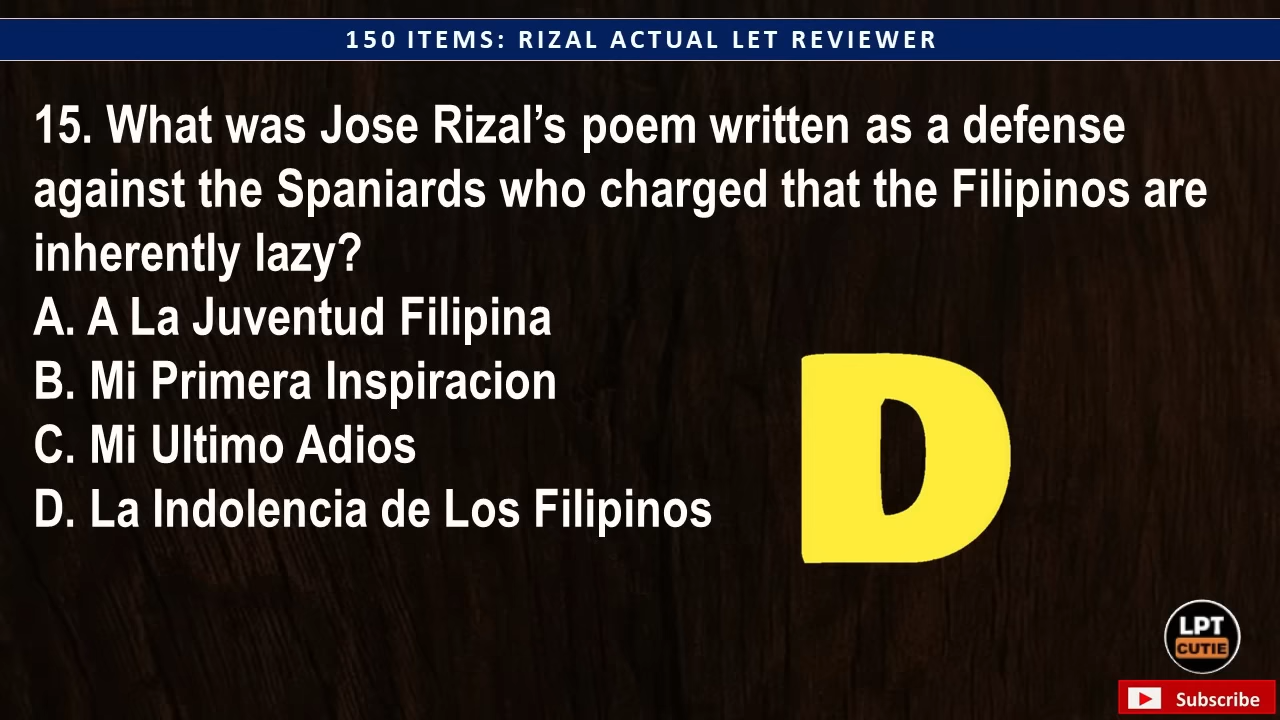 150 ITEMS: RIZAL ACTUAL LET REVIEWER
15. What was Jose Rizal’s poem written as a defense
against the Spaniards who charged that the Filipinos are
inherently lazy?
A. A La Juventud Filipina
B. Mi Primera Inspiracion
C. Mi Ultimo Adios
D. La Indolencia de Los Filipinos
D
LPT
CUTIE
Subscribe